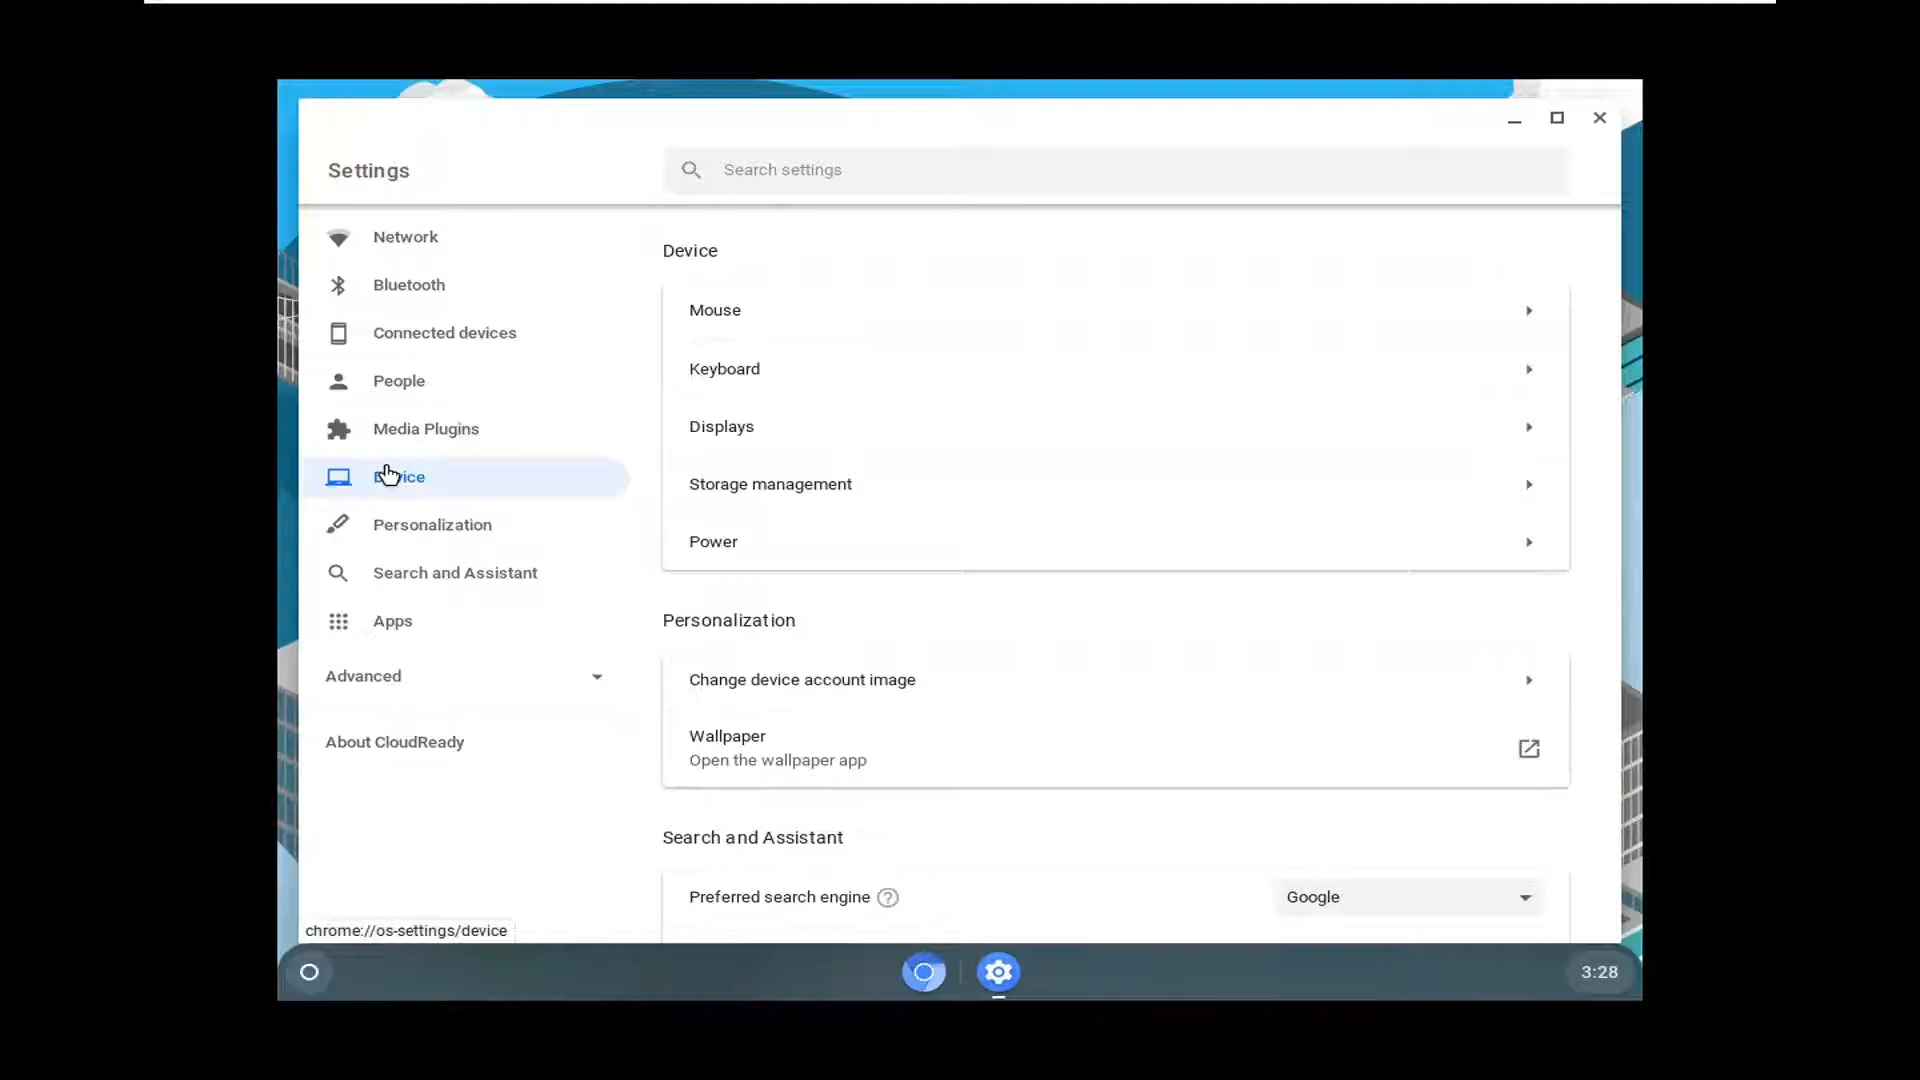 Settings
Search settings
Network
Bluetooth
Connected devices
People
Media Plugins
Personalization
Search and Assistant
Apps
Advanced
About CloudReady
Device
Mouse
Keyboard
Displays
Storage management
Power
Personalization
Change device account image
Wallpaper
Open the wallpaper app
Search and Assistant
Preferred search engine
Google
chrome://os-settings/device
3:28